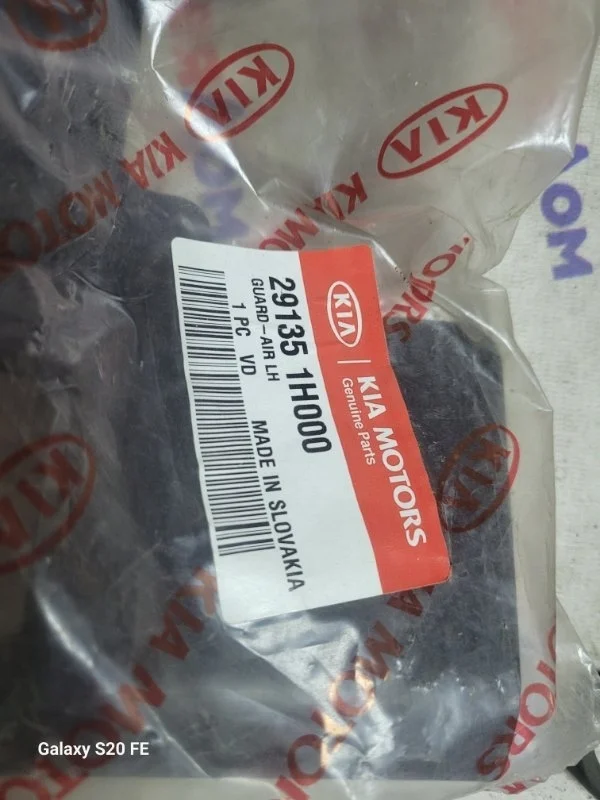 KIA
KIA MOTORS
Genuine Parts
29135 1H000
GUARD-AIR LH
1 PC VD MADE IN SLOVAKIA
KIA
KIA
KIA MOTORS
KIA
KIA
KIA MOTORS
Galaxy S20 FE